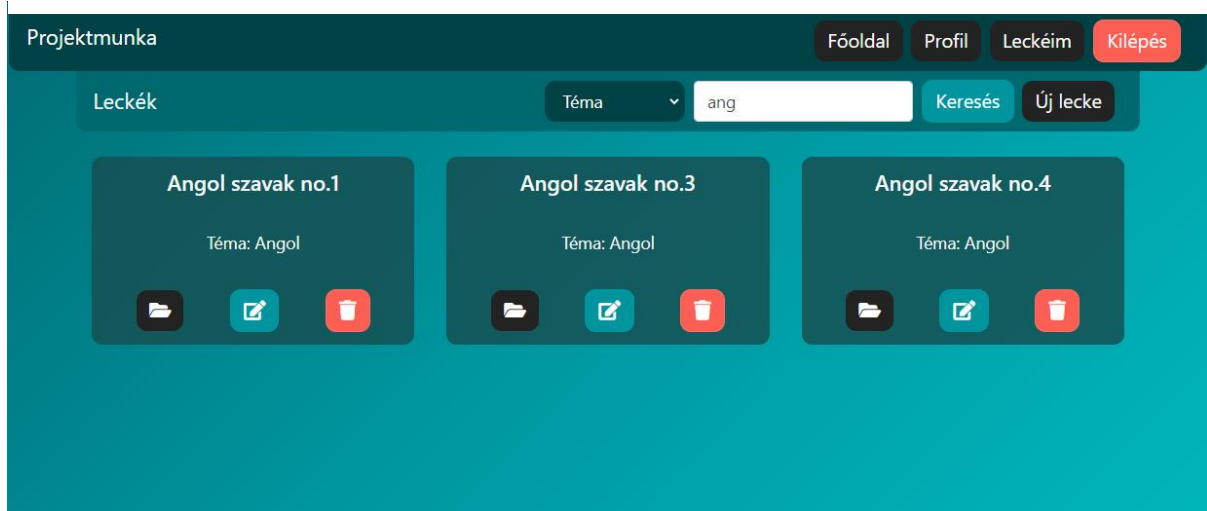 Projektmunka Főoldal Profil Leckéim Kilépés
Leckék Téma ang Keresés Új lecke
Angol szavak no.1 Angol szavak no.3 Angol szavak no.4
Téma: Angol Téma: Angol Téma: Angol